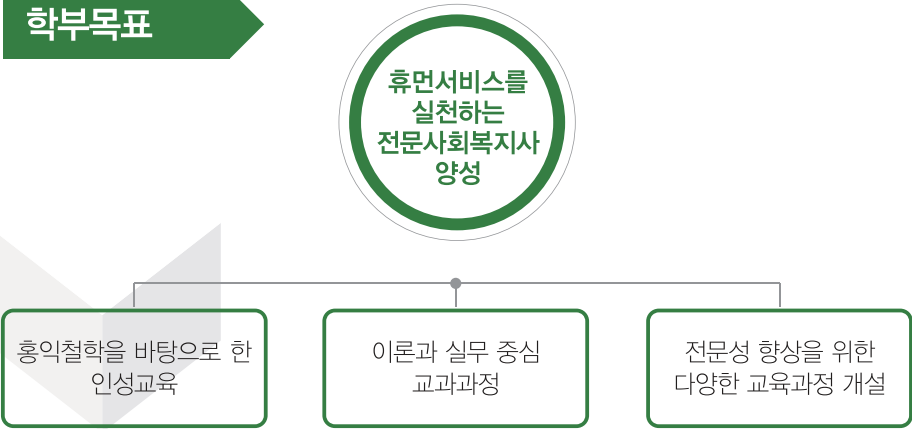 학부목표
휴먼서비스를
실천하는
전문사회복지사
양성
홍익철학을 바탕으로 한
인성교육
이론과 실무 중심
교과과정
전문성 향상을 위한
다양한 교육과정 개설